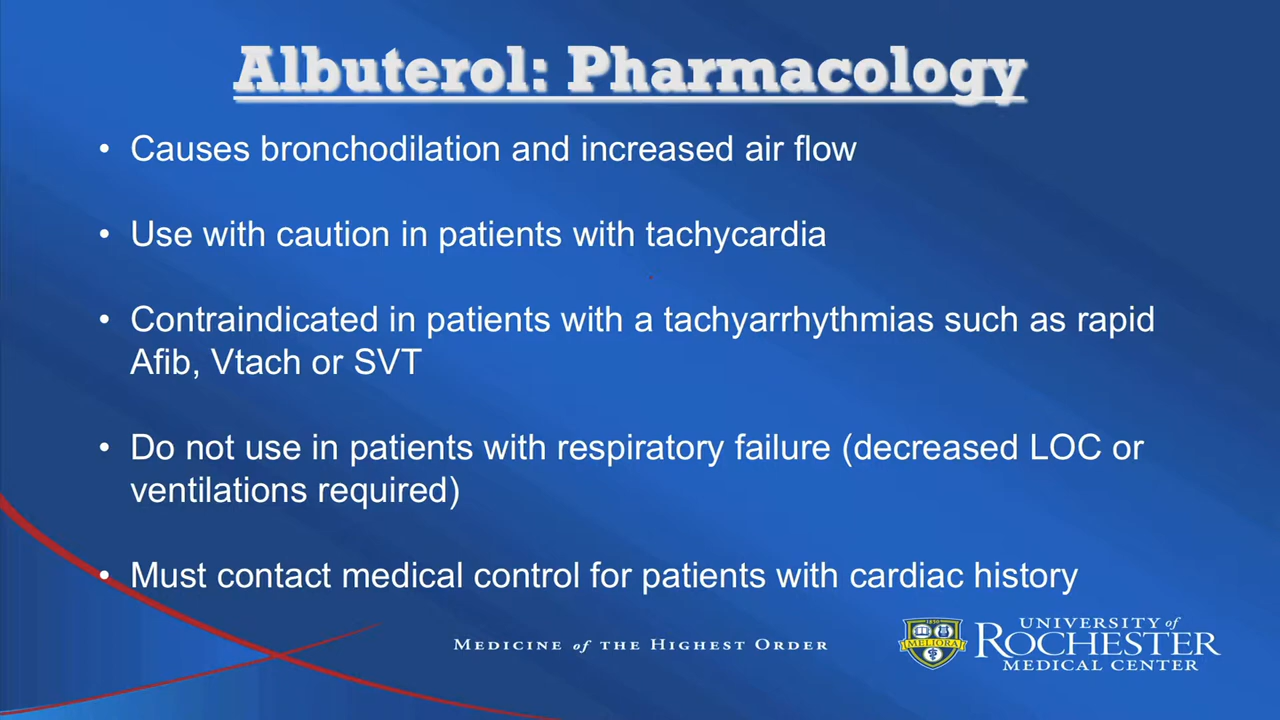 Albuterol: Pharmacology
• Causes bronchodilation and increased air flow
• Use with caution in patients with tachycardia
• Contraindicated in patients with a tachyarrhythmias such as rapid
Afib, Vtach or SVT
• Do not use in patients with respiratory failure (decreased LOC or
ventilations required)
• Must contact medical control for patients with cardiac history
MEDICINE of THE HIGHEST ORDER
1850
MELIORA
UNIVERSITY of
ROCHESTER
MEDICAL CENTER